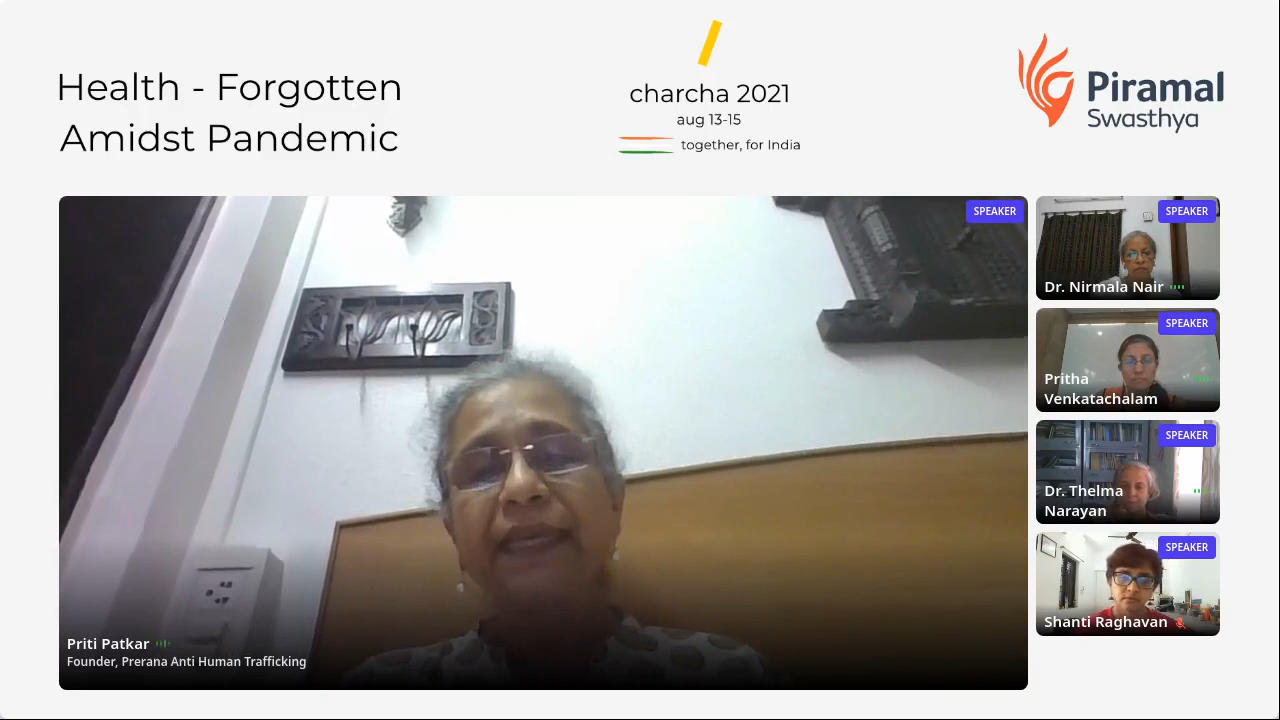 Health - Forgotten
Amidst Pandemic
charcha 2021
aug 13-15
together, for India
Piramal
Swasthya
SPEAKER
Priti Patkar
Founder, Prerana Anti Human Trafficking
SPEAKER
Dr. Nirmala Nair
SPEAKER
Pritha
Venkatachalam
SPEAKER
Dr. Thelma
Narayan
SPEAKER
Shanti Raghavan